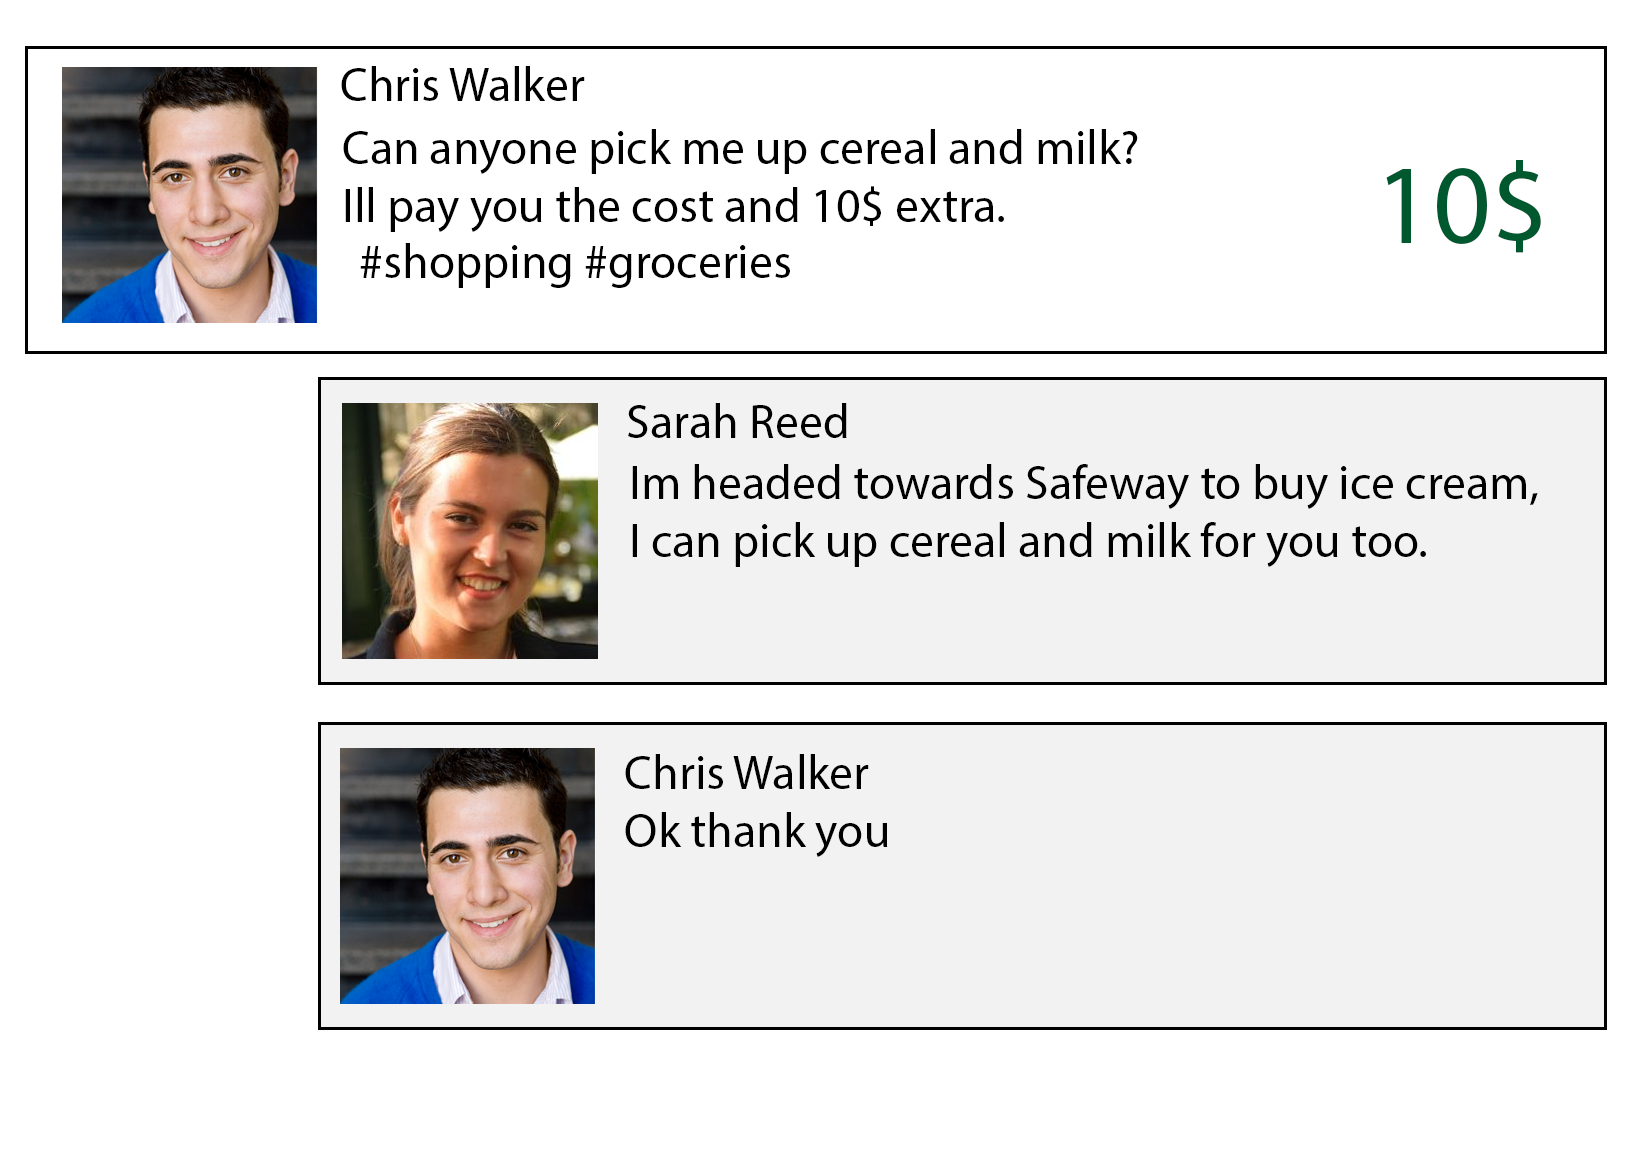 Chris Walker
Can anyone pick me up cereal and milk?
Ill pay you the cost and 10$ extra.
#shopping #groceries
10$
Sarah Reed
Im headed towards Safeway to buy ice cream,
I can pick up cereal and milk for you too.
Chris Walker
Ok thank you